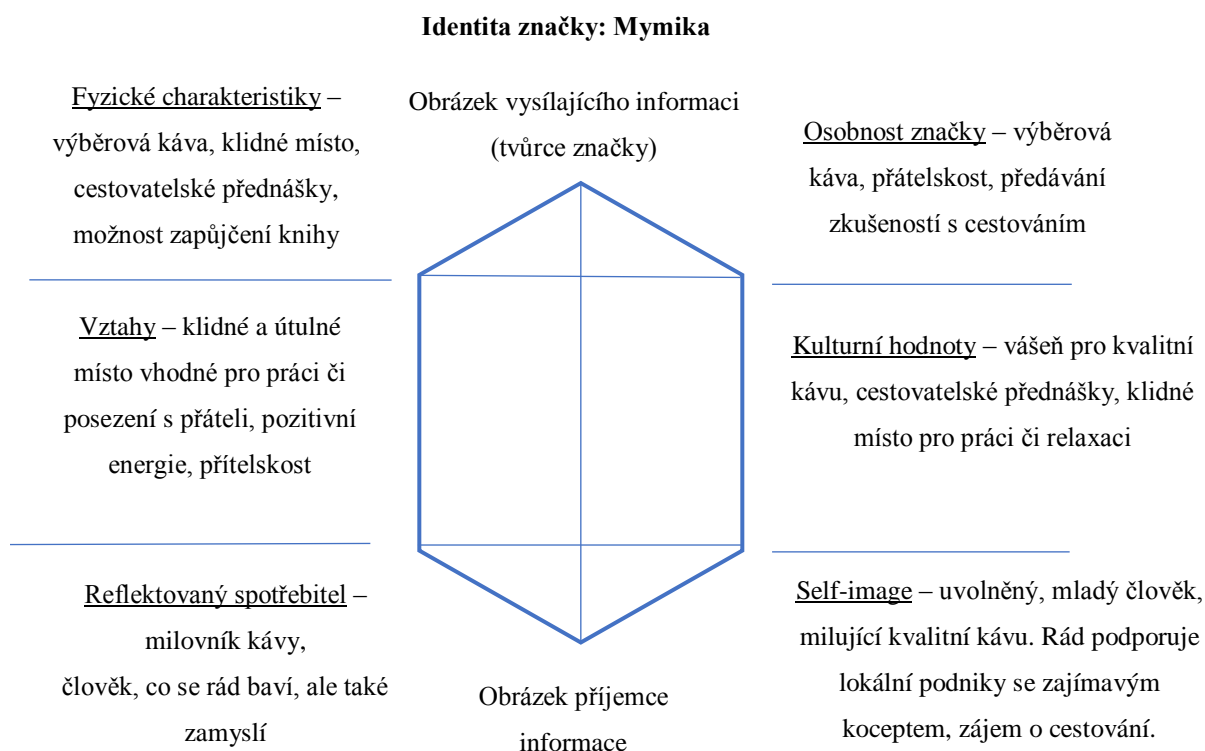 Identita značky: Mymika
Fyzické charakteristiky –
výběrová káva, klidné místo,
cestovatelské přednášky,
možnost zapůjčení knihy
Obrázek vysílajícího informaci
(tvůrce značky)
Osobnost značky – výběrová
káva, přátelskost, předávání
zkušeností s cestováním
Vztahy – klidné a útulné
místo vhodné pro práci či
posezení s přáteli, pozitivní
energie, přítelskost
Kulturní hodnoty – vášeň pro kvalitní
kávu, cestovatelské přednášky, klidné
místo pro práci či relaxaci
Reflektovaný spotřebitel –
milovník kávy,
člověk, co se rád baví, ale také
zamyslí
Obrázek příjemce
informace
Self-image – uvolněný, mladý člověk,
milující kvalitní kávu. Rád podporuje
lokální podniky se zajímavým
koceptem, zájem o cestování.